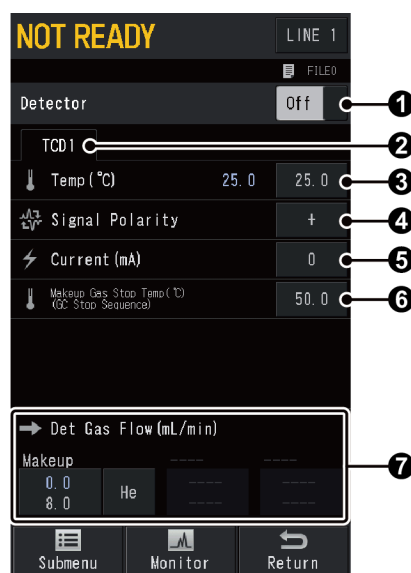 NOT READY LINE 1
FILE0
Detector Off 1
TCD1 2
Temp(℃) 25.0 25.0 3
Signal Polarity + 4
Current(mA) 0 5
Makeup Gas Stop Temp(℃) 50.0 6
(GC Stop Sequence)
Det Gas Flow(mL/min)
Makeup ---- ----
0.0 He ---- ---- 7
8.0 ---- ----
Submenu Monitor Return